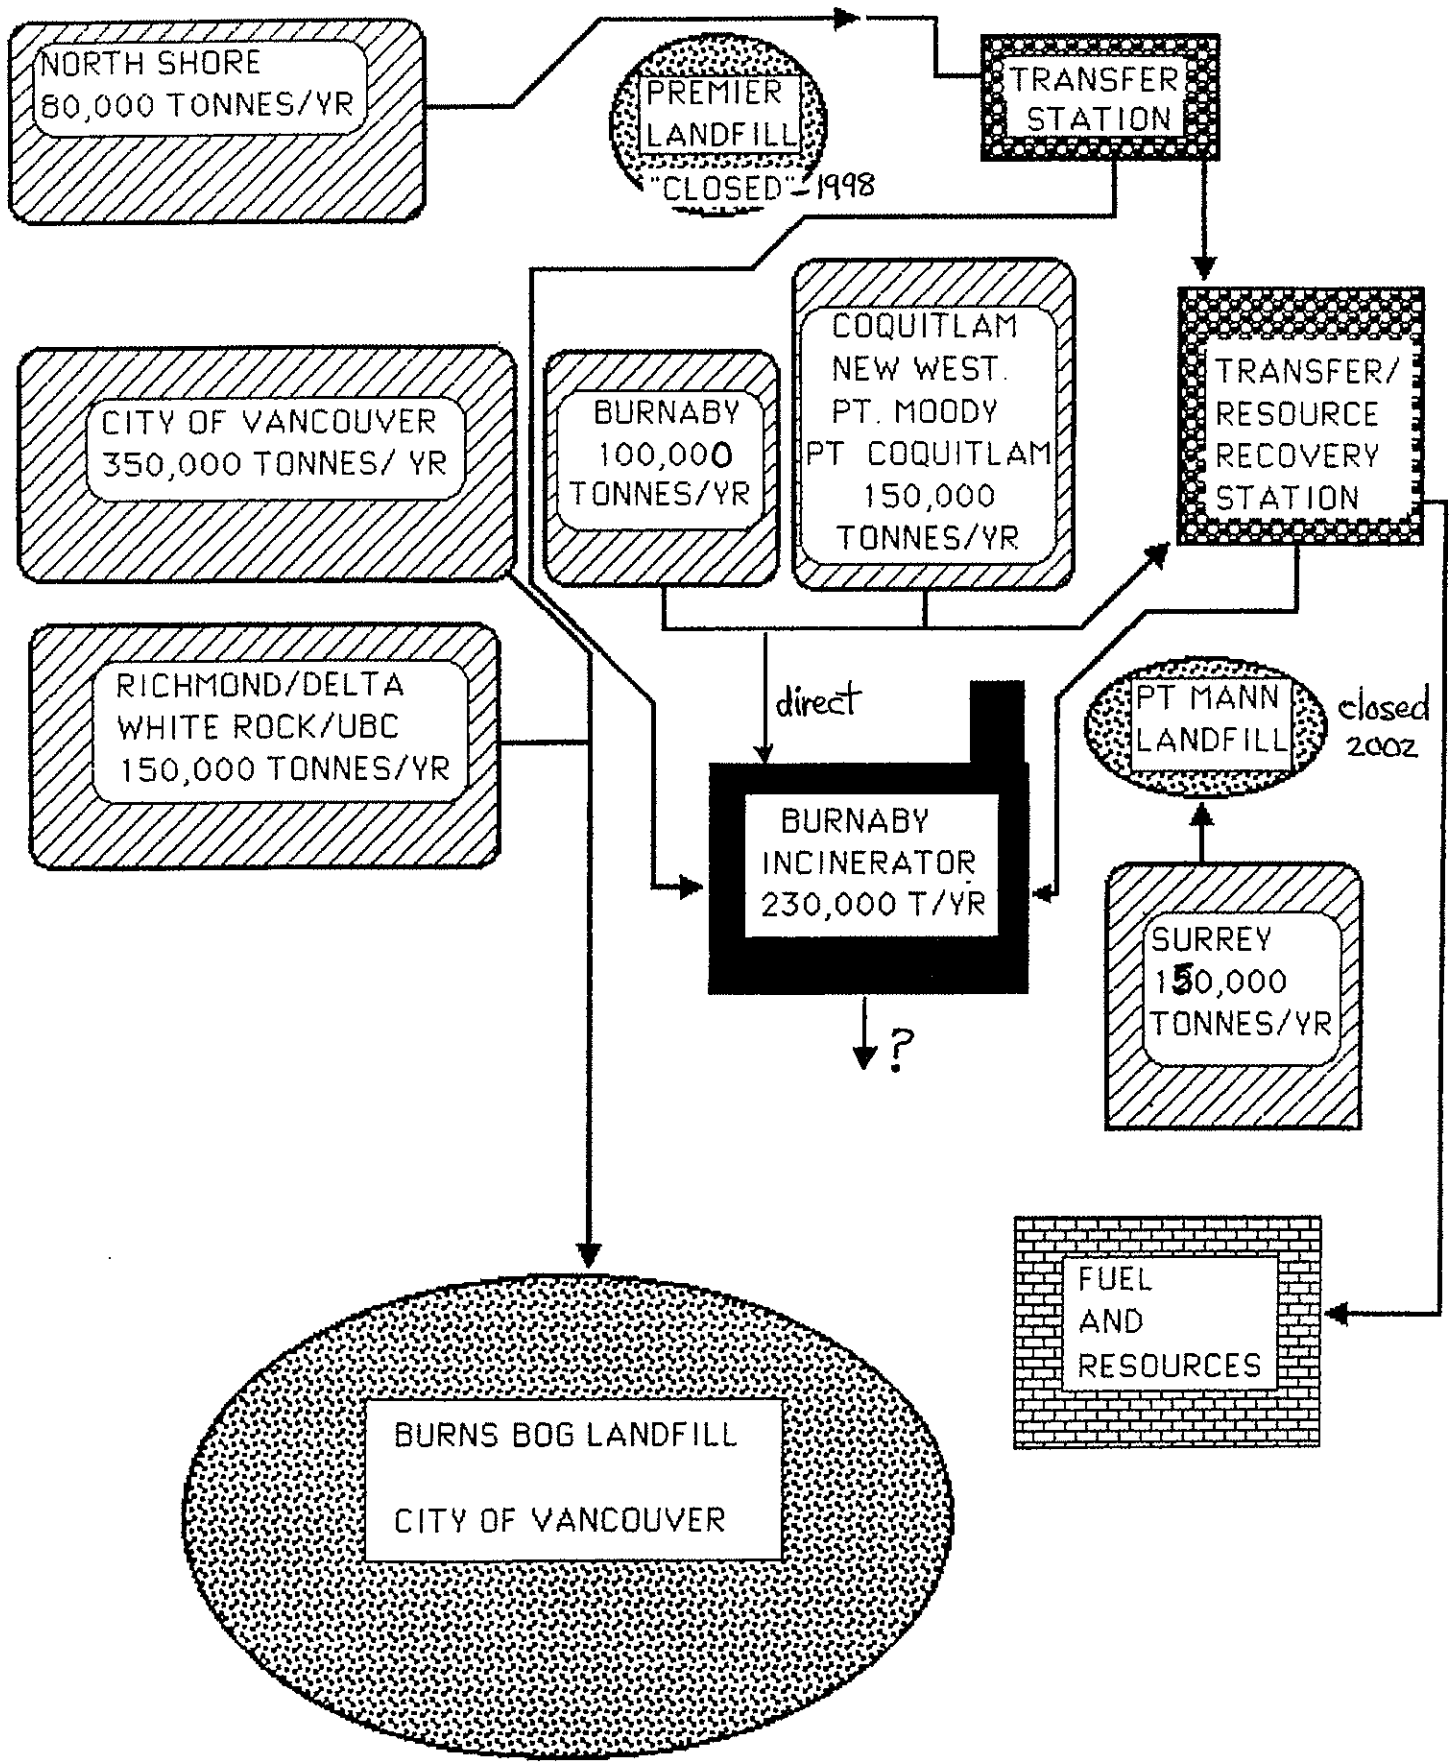 NORTH SHORE
80,000 TONNES/YR
PREMIER
LANDFILL
"CLOSED" - 1998
TRANSFER
STATION
CITY OF VANCOUVER
350,000 TONNES/ YR
BURNABY
100,000
TONNES/YR
COQUITLAM
NEW WEST.
PT. MOODY
PT COQUITLAM
150,000
TONNES/YR
TRANSFER/
RESOURCE
RECOVERY
STATION
RICHMOND/DELTA
WHITE ROCK/UBC
150,000 TONNES/YR
direct
PT MANN
LANDFILL
closed
2002
BURNABY
INCINERATOR
230,000 T/YR
?
SURREY
150,000
TONNES/YR
FUEL
AND
RESOURCES
BURNS BOG LANDFILL
CITY OF VANCOUVER